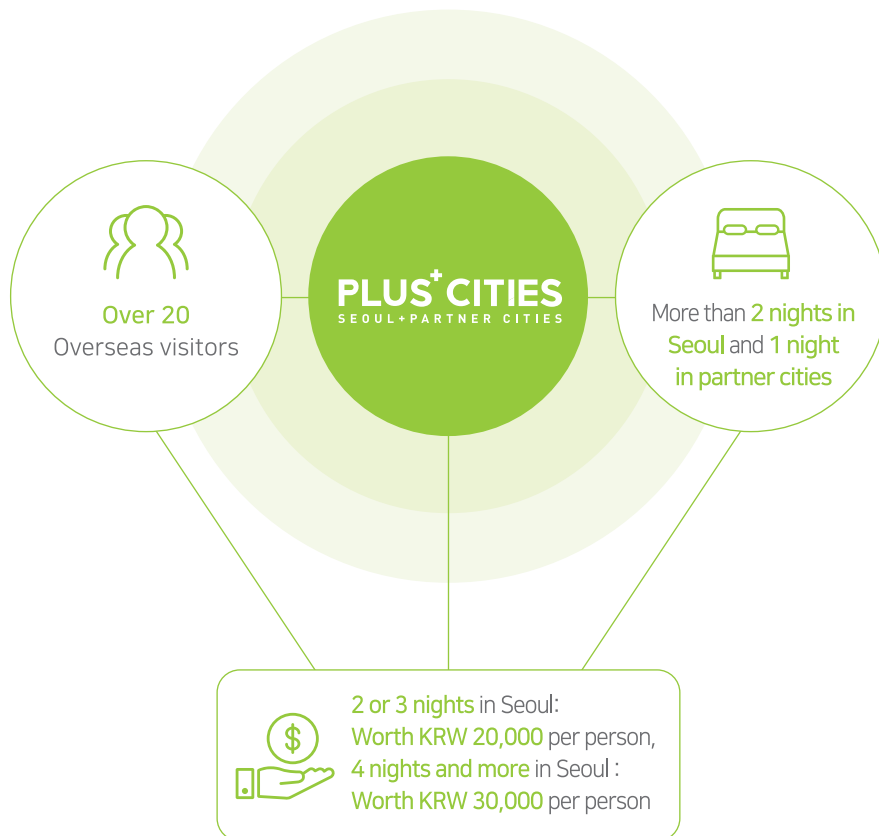 Over 20
Overseas visitors
PLUS+ CITIES
SEOUL+PARTNER CITIES
More than 2 nights in
Seoul and 1 night
in partner cities
$
2 or 3 nights in Seoul:
Worth KRW 20,000 per person,
4 nights and more in Seoul :
Worth KRW 30,000 per person